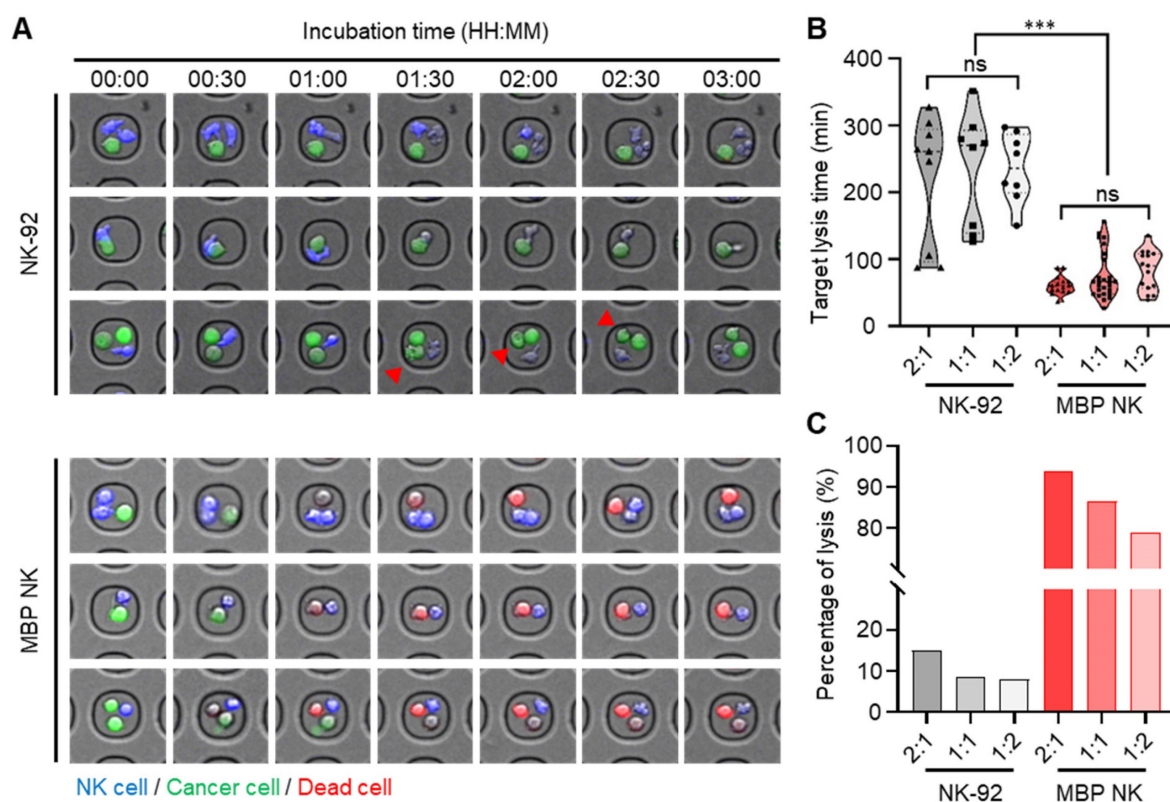 A
Incubation time (HH:MM)
00:00 00:30 01:00 01:30 02:00 02:30 03:00
NK-92
MBP NK
NK cell / Cancer cell / Dead cell
B
Target lysis time (min)
400
300
200
100
0
ns
***
ns
2:1 1:1 1:2 2:1 1:1 1:2
NK-92 MBP NK
C
Percentage of lysis (%)
100
90
80
20
10
0
2:1 1:1 1:2 2:1 1:1 1:2
NK-92 MBP NK